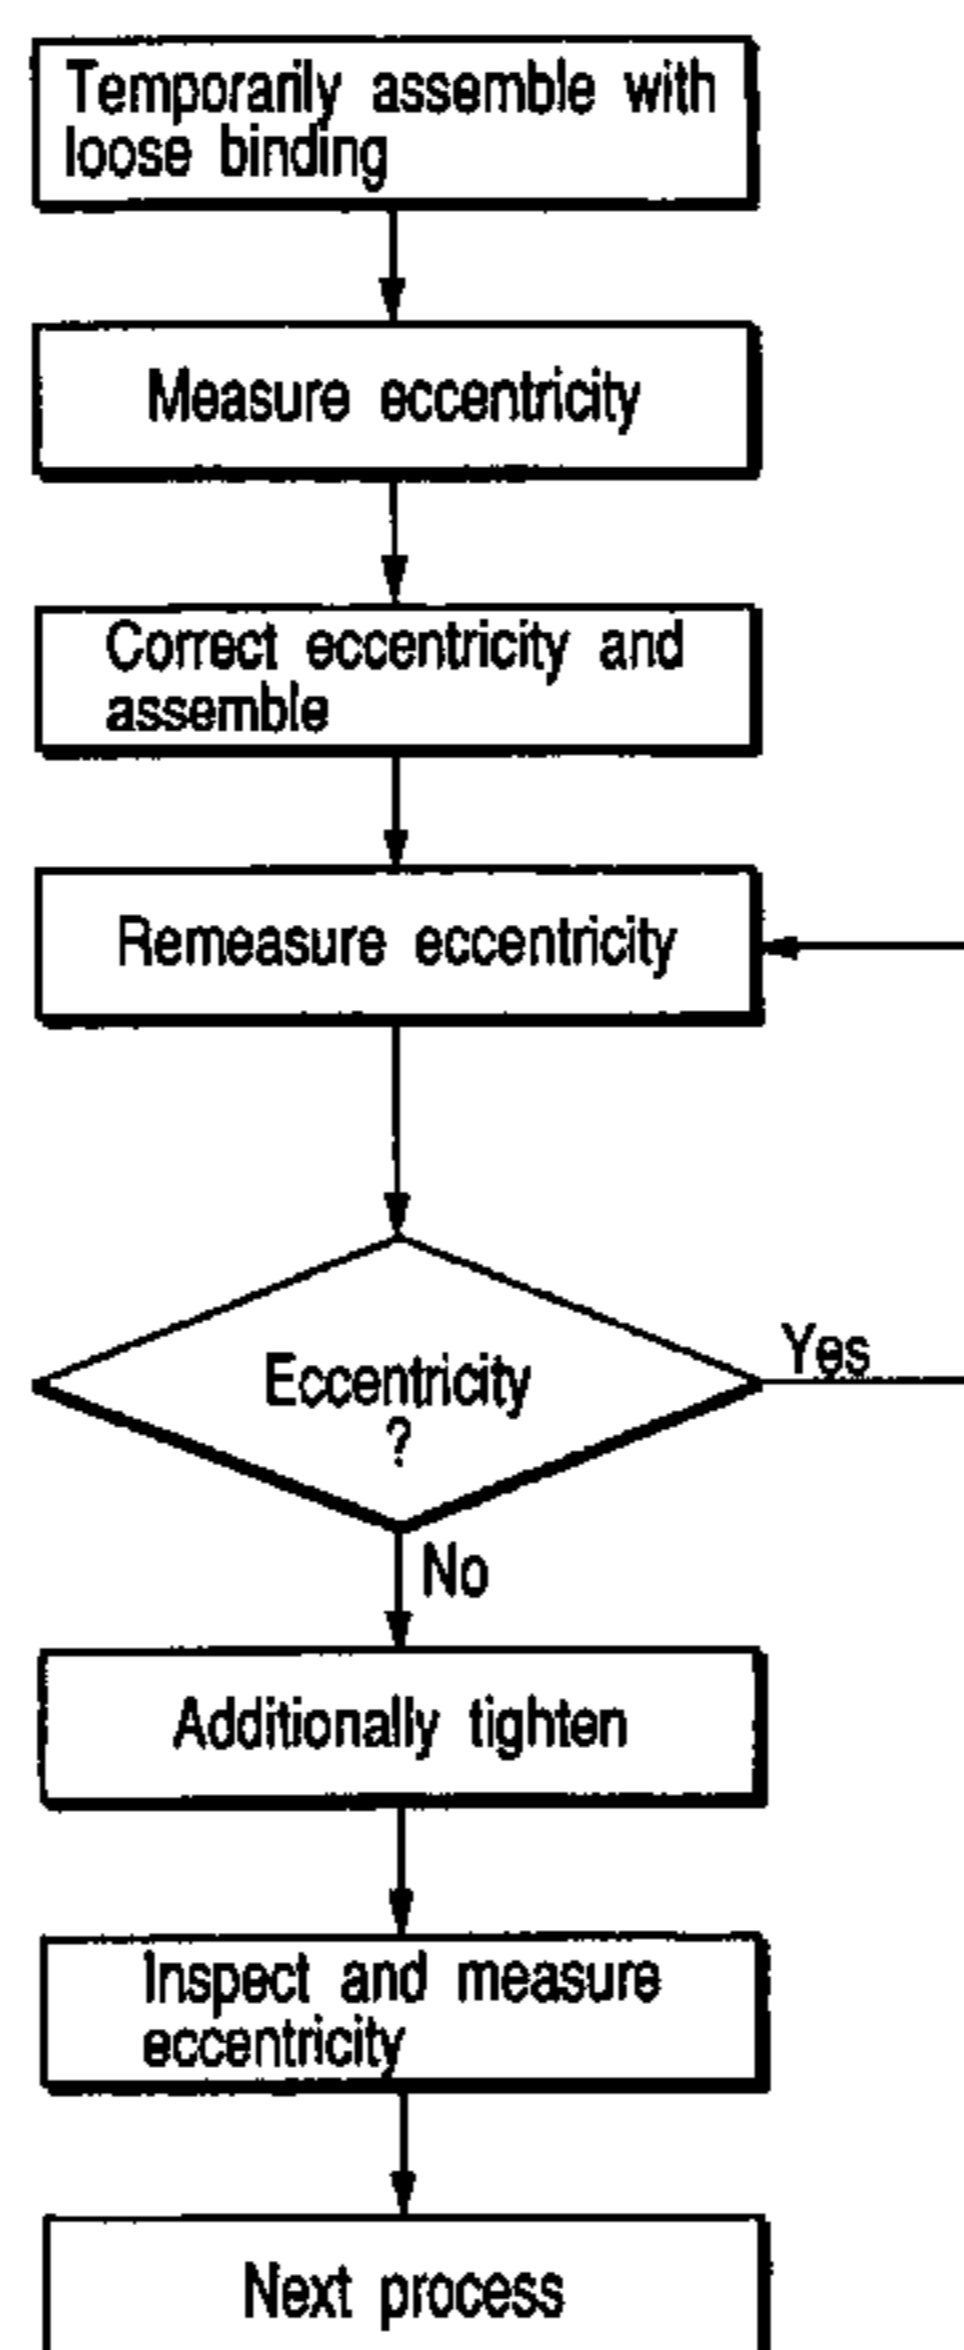 Temporarily assemble with
loose binding
Measure eccentricity
Correct eccentricity and
assemble
Remeasure eccentricity
Eccentricity
?
Yes
No
Additionally tighten
Inspect and measure
eccentricity
Next process